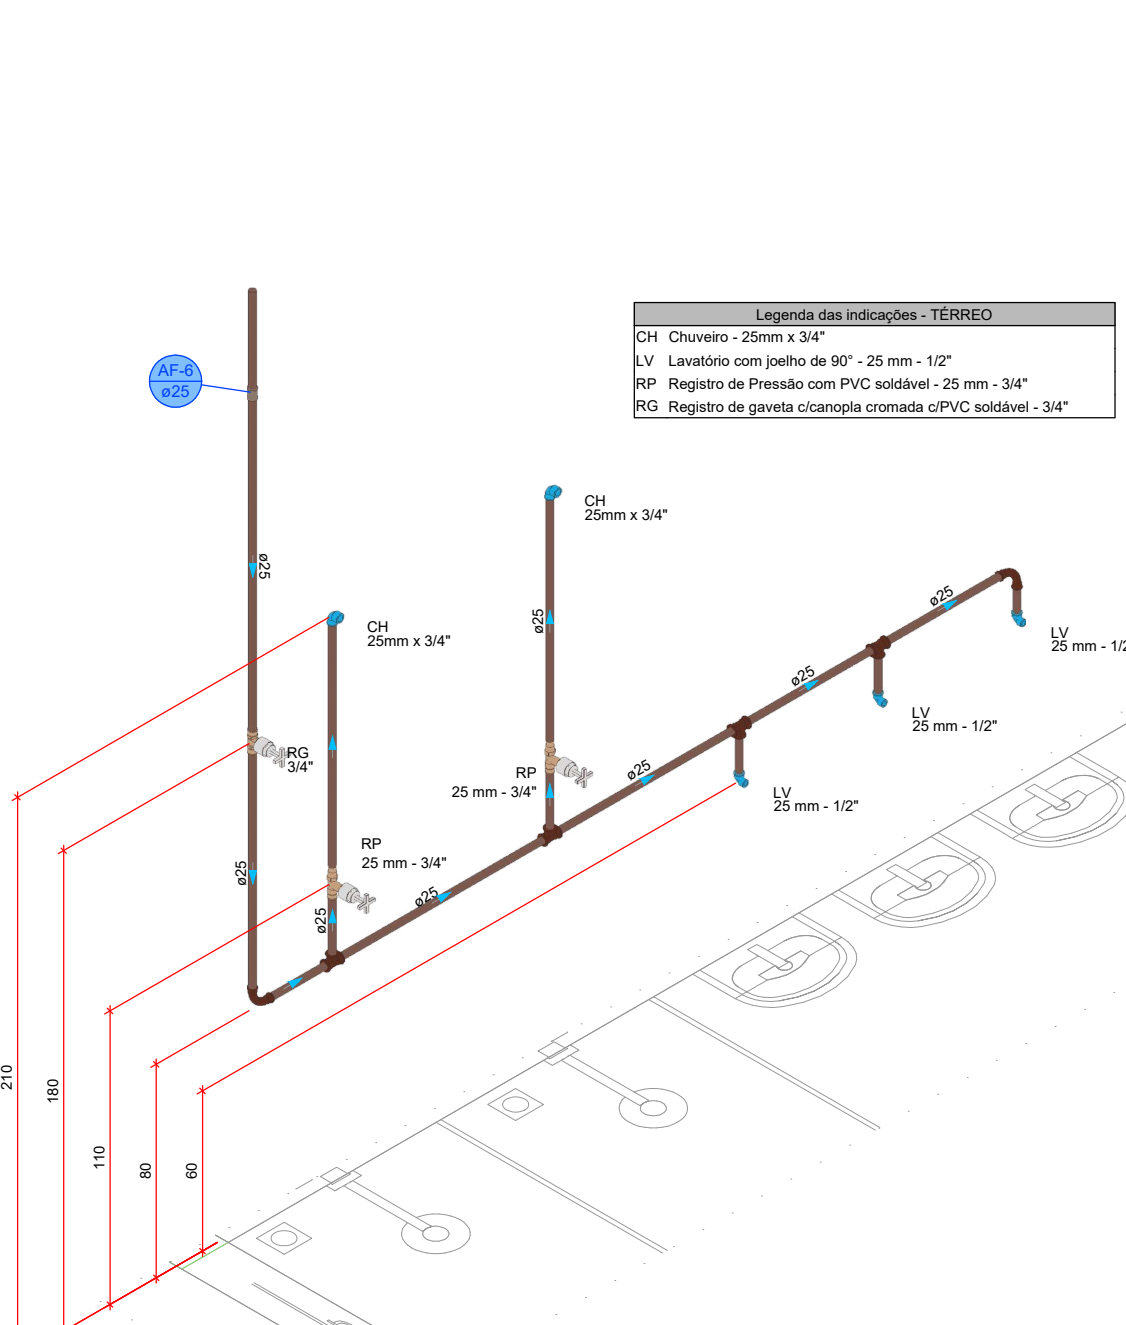 Legenda das indicações - TÉRREO
CH Chuveiro - 25mm x 3/4"
LV Lavatório com joelho de 90° - 25 mm - 1/2"
RP Registro de Pressão com PVC soldável - 25 mm - 3/4"
RG Registro de gaveta c/canopla cromada c/PVC soldável - 3/4"
AF-6
ø25
CH
25mm x 3/4"
ø25
ø25
ø25
CH
25mm x 3/4"
LV
25 mm - 1/2
ø25
LV
25 mm - 1/2"
RG
3/4"
RP
25 mm - 3/4"
ø25
LV
25 mm - 1/2"
RP
25 mm - 3/4"
ø25
ø25
ø25
210
180
110
80
60